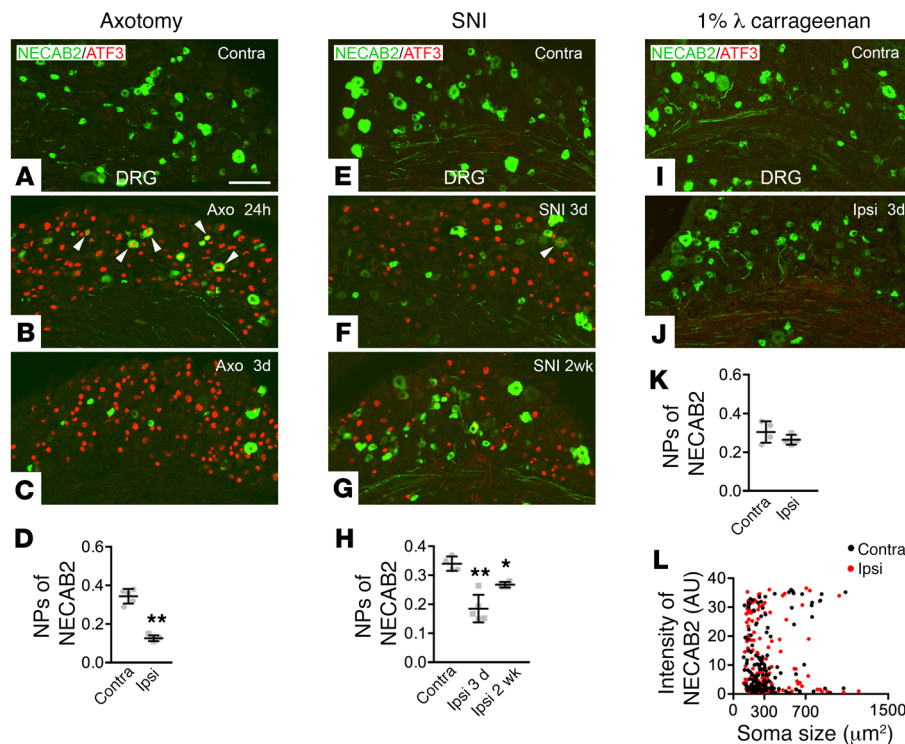 Axotomy
SNI
1% λ carrageenan
NECAB2/ATF3
Contra
DRG
A
Axo 24h
B
Axo 3d
C
NECAB2/ATF3
Contra
DRG
E
SNI 3d
F
SNI 2wk
G
NECAB2/ATF3
Contra
DRG
I
Ipsi 3d
J
D
NPs of
NECAB2
0.6
0.4
0.2
0.0
**
Contra
Ipsi
H
NPs of
NECAB2
0.4
0.3
0.2
0.1
0.0
**
*
Contra
Ipsi 3 d
Ipsi 2 wk
K
NPs of
NECAB2
0.6
0.4
0.2
0.0
Contra
Ipsi
L
Contra
Ipsi
Intensity of
NECAB2 (AU)
40
30
20
10
0
0
300
700
1500
Soma size (μm²)